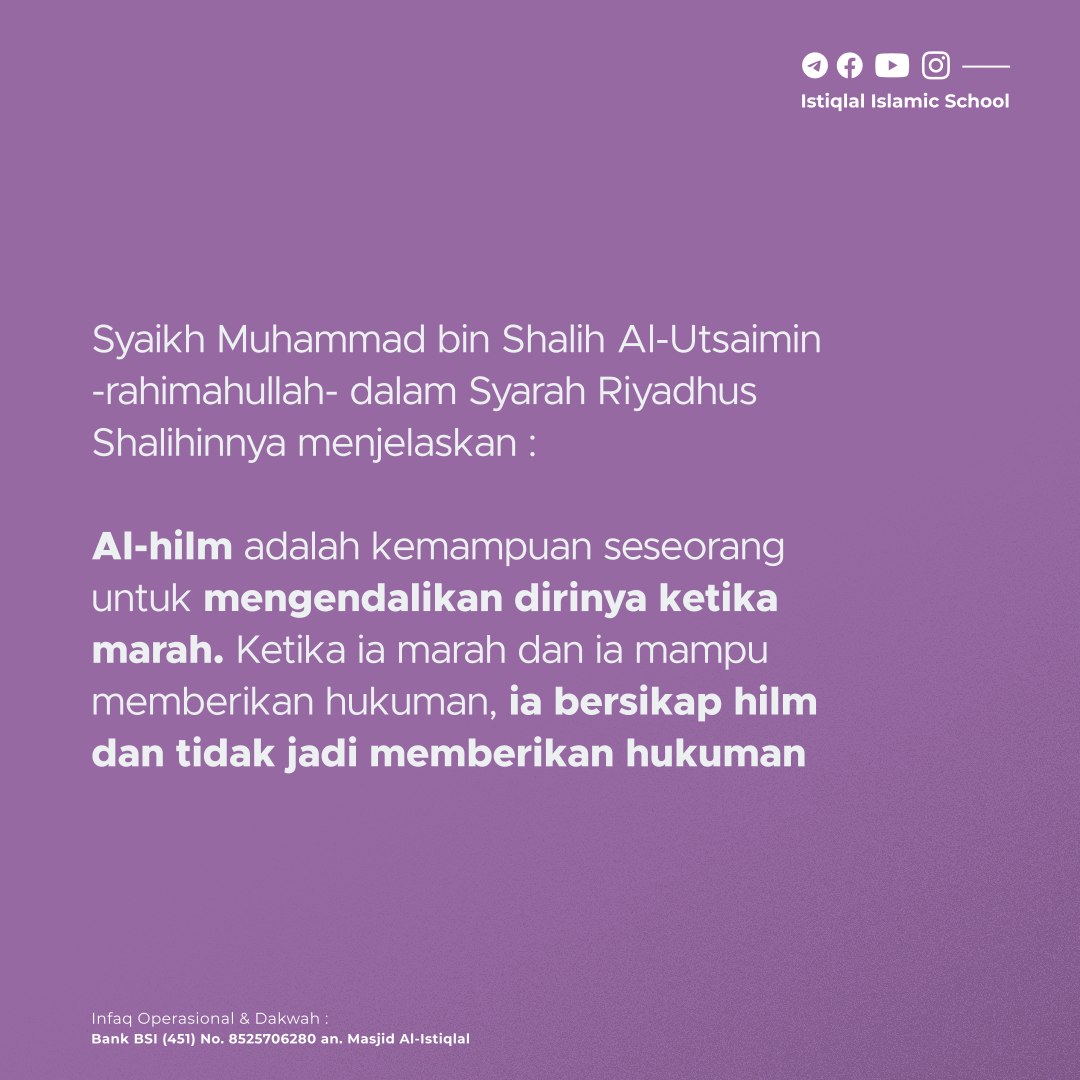 Istiqlal Islamic School
Syaikh Muhammad bin Shalih Al-Utsaimin
-rahimahullah- dalam Syarah Riyadhus
Shalihinnya menjelaskan :
Al-hilm adalah kemampuan seseorang
untuk mengendalikan dirinya ketika
marah. Ketika ia marah dan ia mampu
memberikan hukuman, ia bersikap hilm
dan tidak jadi memberikan hukuman
Infaq Operasional & Dakwah :
Bank BSI (451) No. 8525706280 an. Masjid Al-Istiqlal